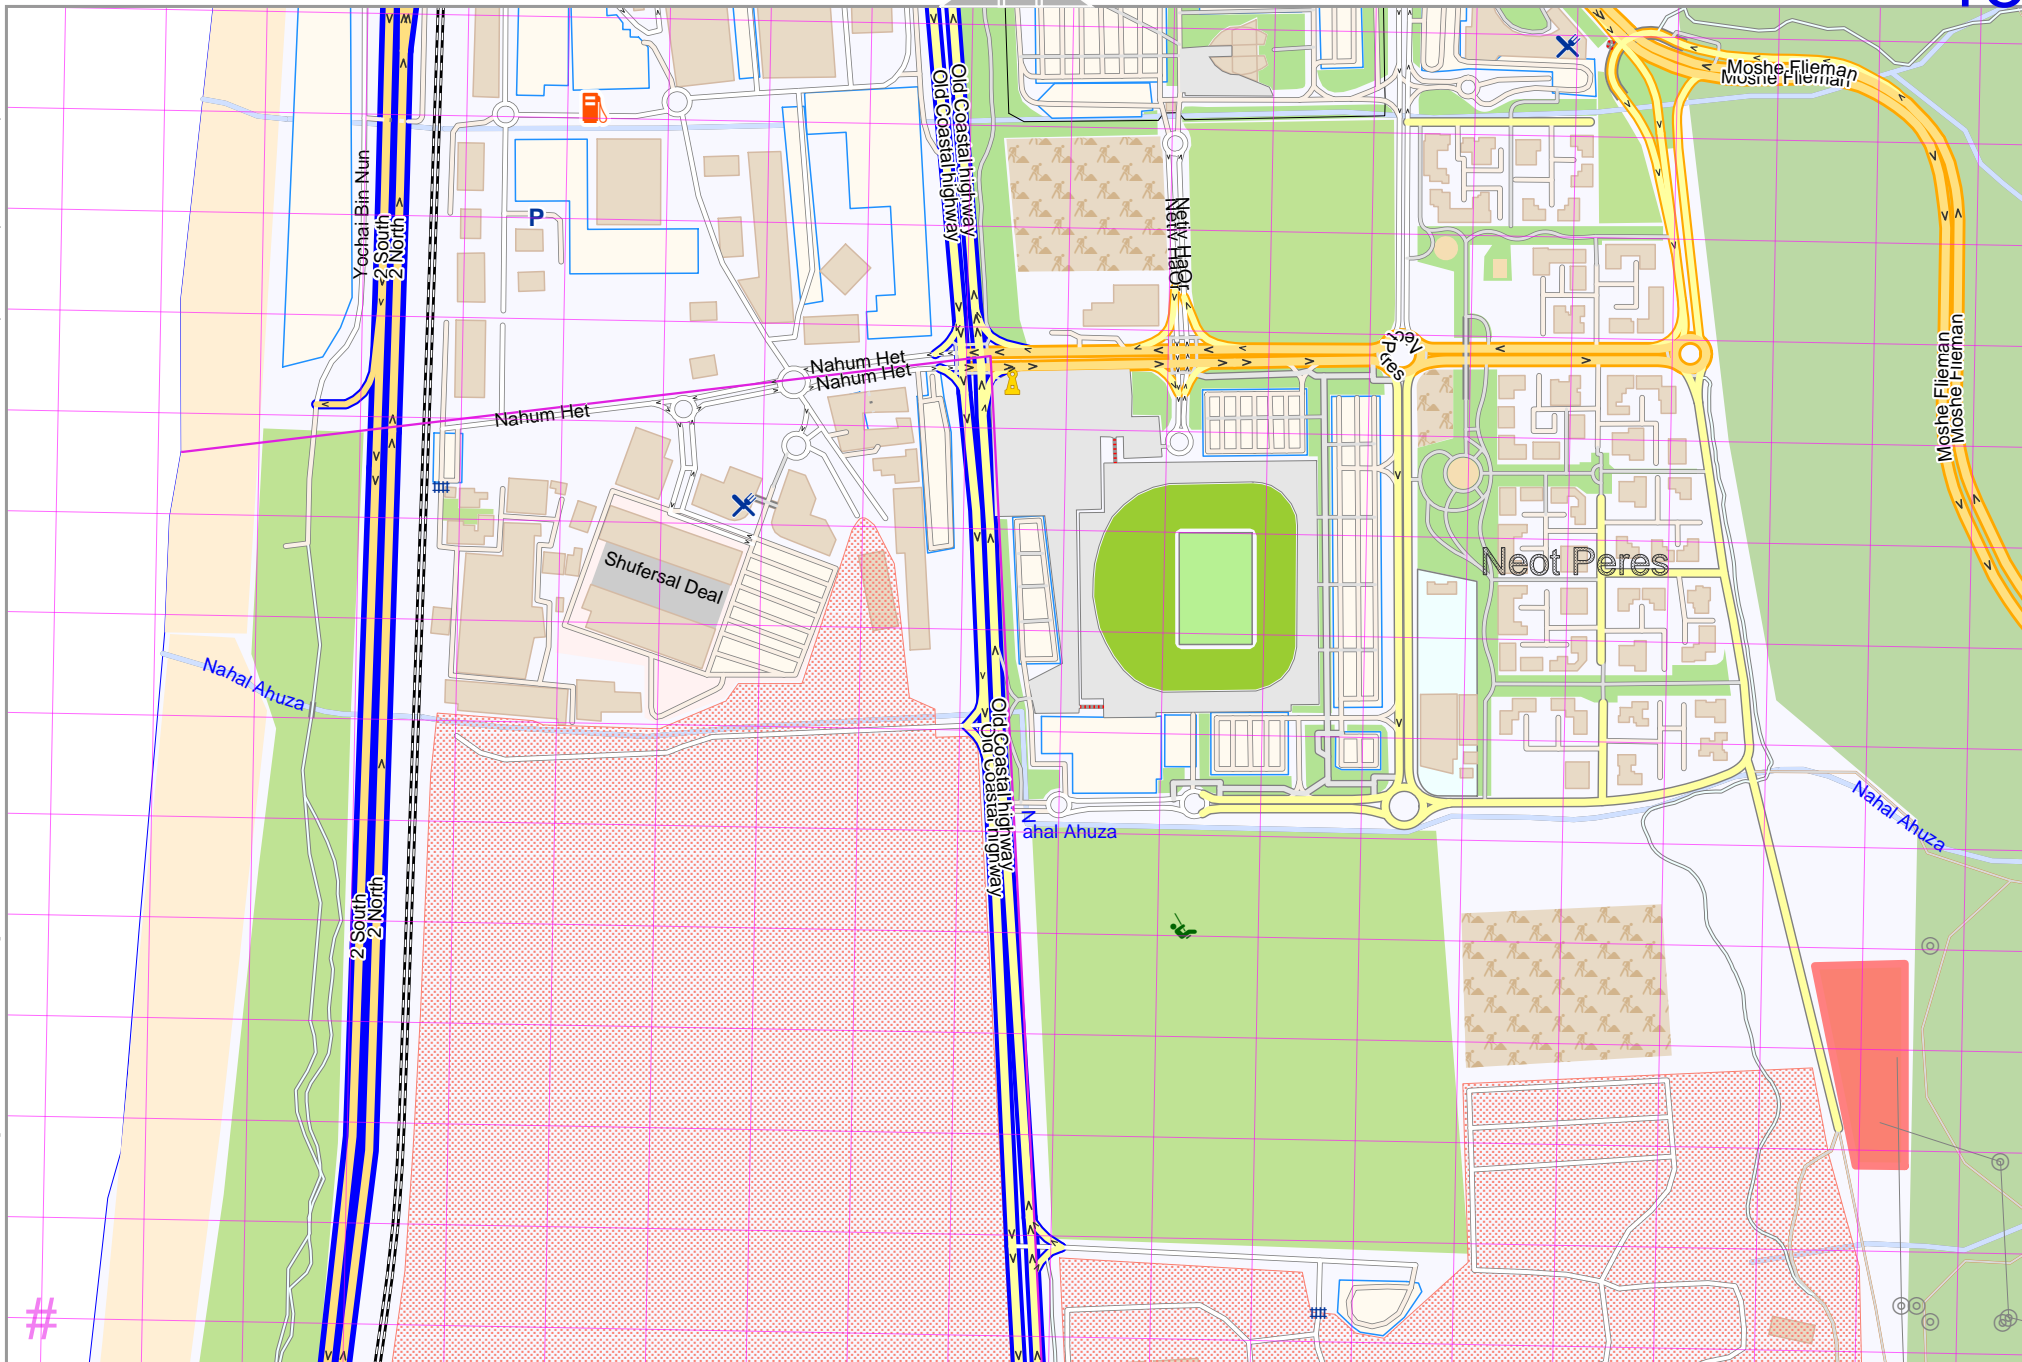 Moshe Flieman
Moshe Flieman
Old Coastal highway
Old Coastal highway
Yochai Bin Nun
2 South
2 North
P
Netiv HaOr
Netiv HaOr
Nahum Het
Nahum Het
Nahum Het
Peres
Moshe Flieman
Moshe Flieman
Shufersal Deal
Neot Peres
Nahal Ahuza
Old Coastal highway
Old Coastal highway
Nahal Ahuza
Nahal Ahuza
2 South
2 North
#